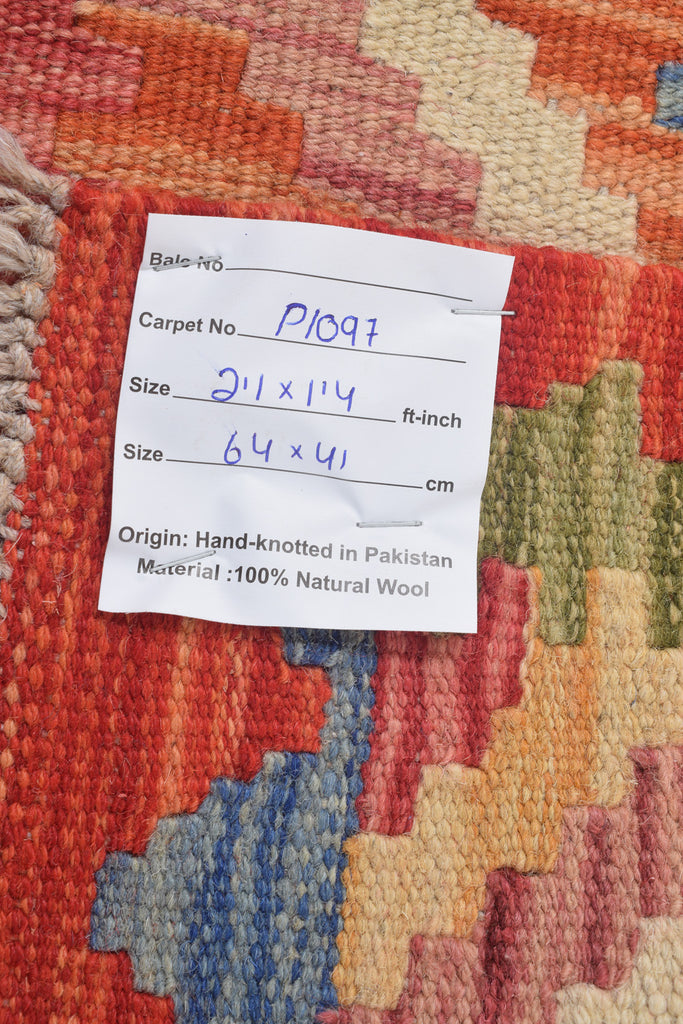 Bale No
Carpet No P1097
Size 2'1 x 1'4 ft-inch
Size 64 x 41 cm
Origin: Hand-knotted in Pakistan
Material :100% Natural Wool